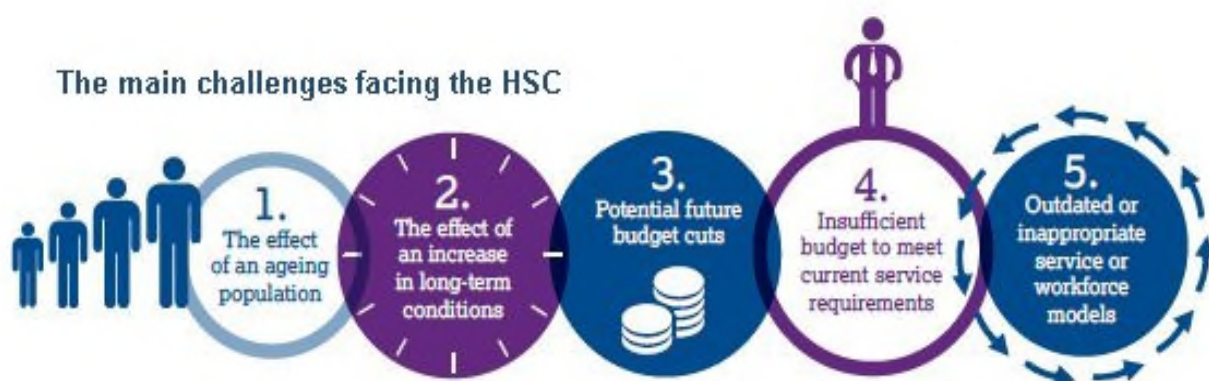 The main challenges facing the HSC
1.
The effect
of an ageing
population
2.
The effect of
an increase
in long-term
conditions
3.
Potential future
budget cuts
4.
Insufficient
budget to meet
current service
requirements
5.
Outdated or
inappropriate
service or
workforce
models